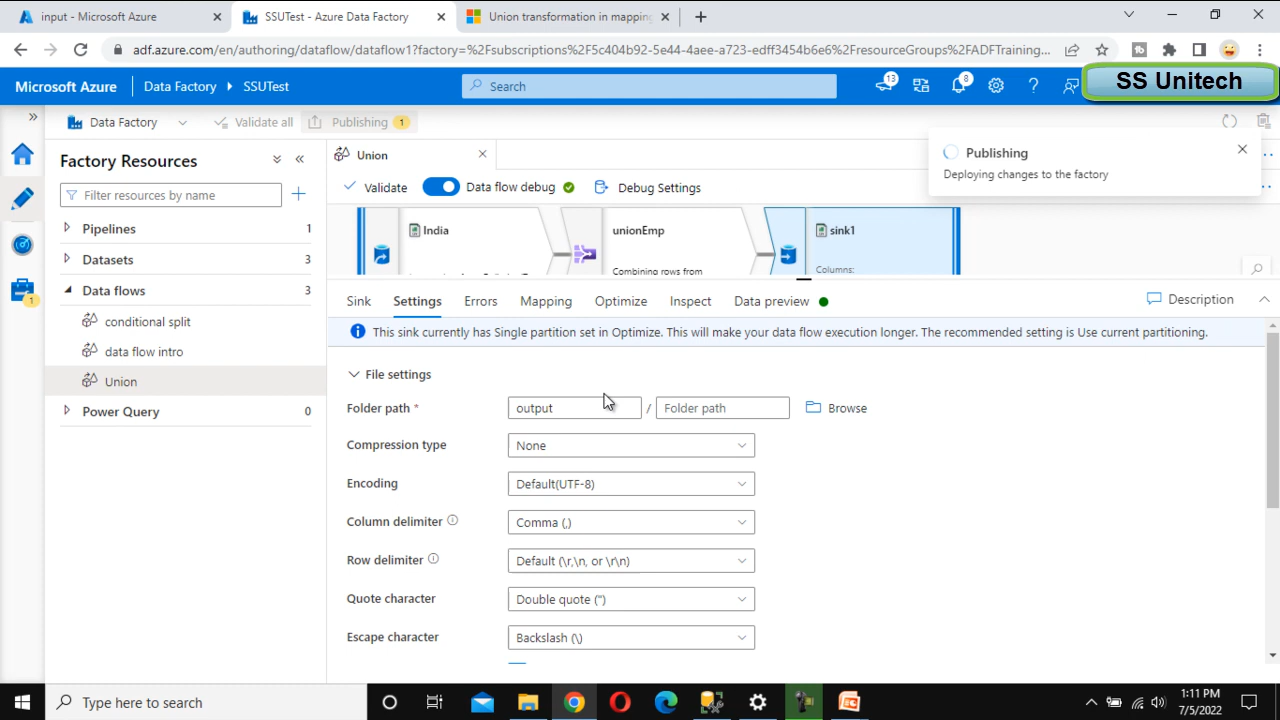 input - Microsoft Azure
SSUTest - Azure Data Factory
Union transformation in mapping
adf.azure.com/en/authoring/dataflow/dataflow1?factory=%2Fsubscriptions%2F5c404b92-5e44-4aee-a723-edff3454b6e6%2FresourceGroups%2FADFTraining...
Microsoft Azure
Data Factory
SSUTest
Search
13
8
SS Unitech
Data Factory
Validate all
Publishing
1
Publishing
Deploying changes to the factory
Factory Resources
Filter resources by name
Pipelines
1
Datasets
3
Data flows
3
conditional split
data flow intro
Union
Power Query
0
1
Union
Validate
Data flow debug
Debug Settings
India
unionEmp
Combining rows from
sink1
Columns:
Sink
Settings
Errors
Mapping
Optimize
Inspect
Data preview
Description
This sink currently has Single partition set in Optimize. This will make your data flow execution longer. The recommended setting is Use current partitioning.
File settings
Folder path *
output
/
Folder path
Browse
Compression type
None
Encoding
Default(UTF-8)
Column delimiter
Comma (,)
Row delimiter
Default (\r,\n, or \r\n)
Quote character
Double quote (")
Escape character
Backslash (\)
Type here to search
1:11 PM
7/5/2022